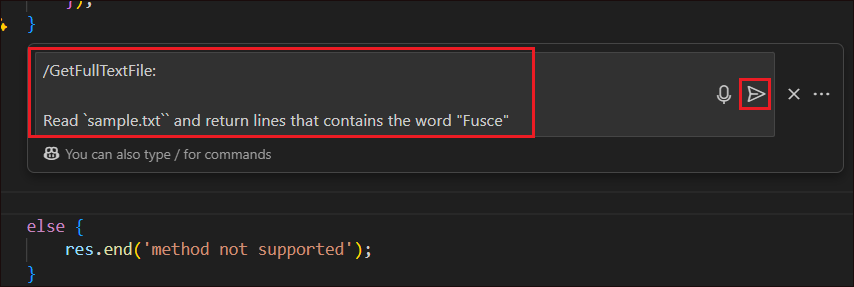 });
}
/GetFullTextFile:
Read `sample.txt`` and return lines that contains the word "Fusce"
You can also type / for commands
else {
res.end('method not supported');
}